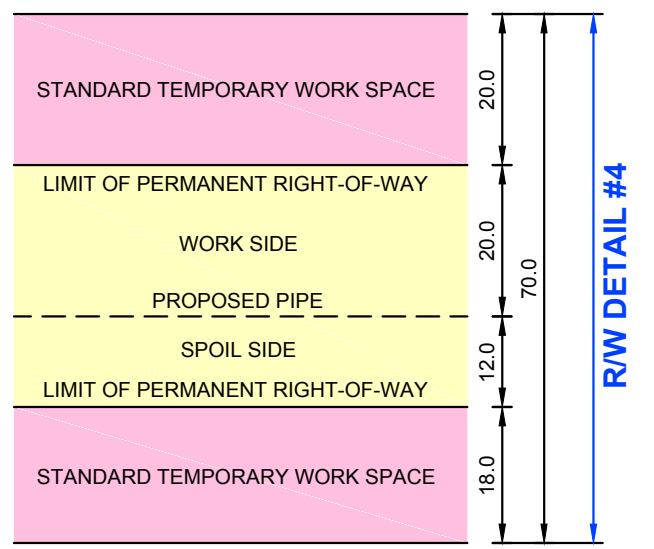 STANDARD TEMPORARY WORK SPACE
20.0
LIMIT OF PERMANENT RIGHT-OF-WAY
WORK SIDE
20.0
PROPOSED PIPE
SPOIL SIDE
12.0
LIMIT OF PERMANENT RIGHT-OF-WAY
STANDARD TEMPORARY WORK SPACE
18.0
70.0
R/W DETAIL #4